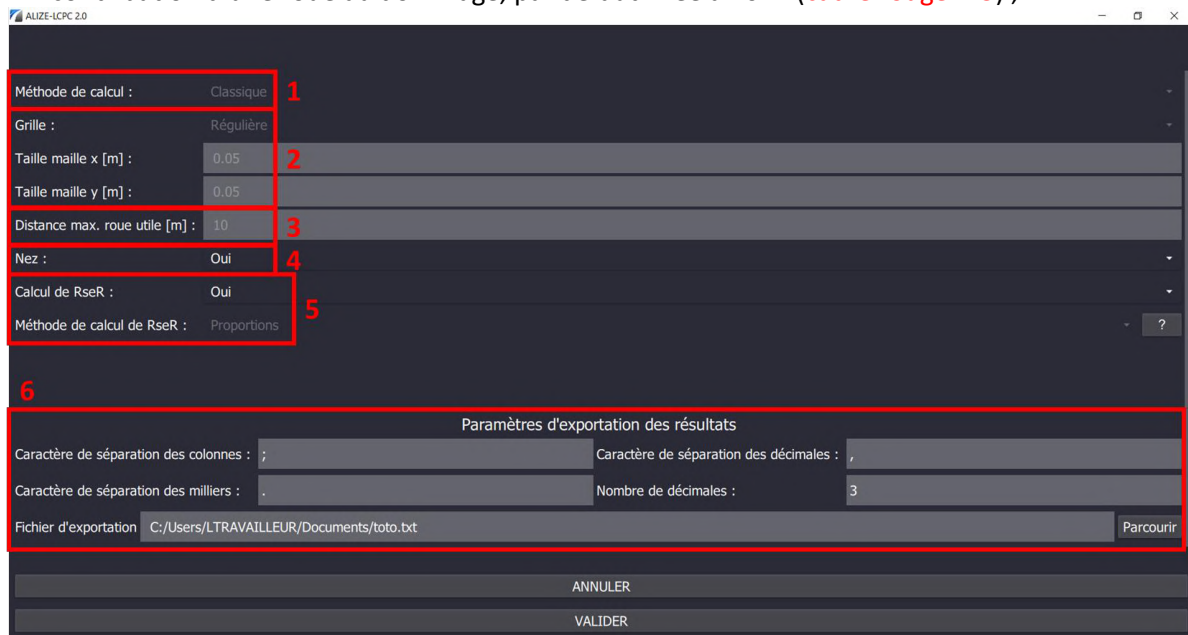 ALIZE-LCPC 2.0
Méthode de calcul : Classique 1
Grille : Régulière
Taille maille x [m] : 0.05 2
Taille maille y [m] : 0.05
Distance max. roue utile [m] : 10 3
Nez : Oui 4
Calcul de RseR : Oui
5
Méthode de calcul de RseR : Proportions ?
6
Paramètres d'exportation des résultats
Caractère de séparation des colonnes : ; Caractère de séparation des décimales : ,
Caractère de séparation des milliers : . Nombre de décimales : 3
Fichier d'exportation C:/Users/LTRAVAILLEUR/Documents/toto.txt Parcourir
ANNULER
VALIDER